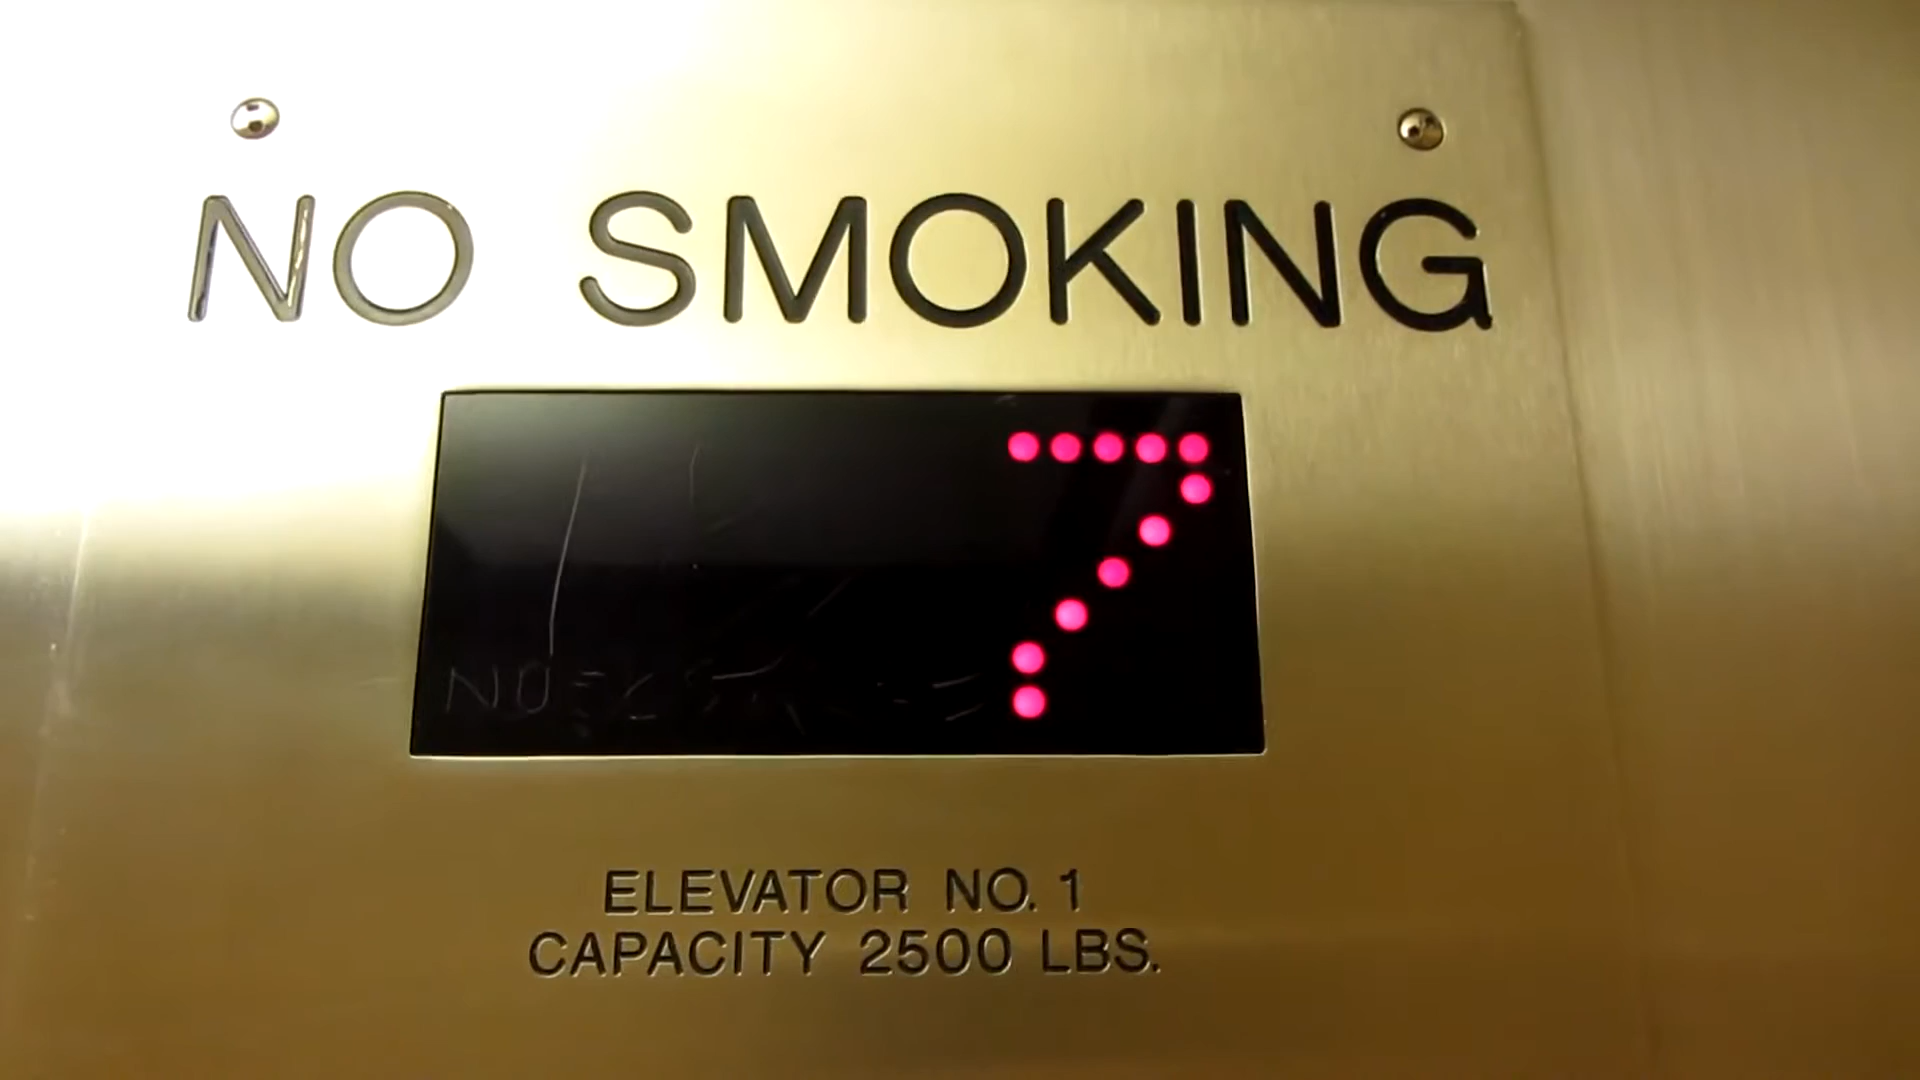 NO SMOKING
7
ELEVATOR NO. 1
CAPACITY 2500 LBS.